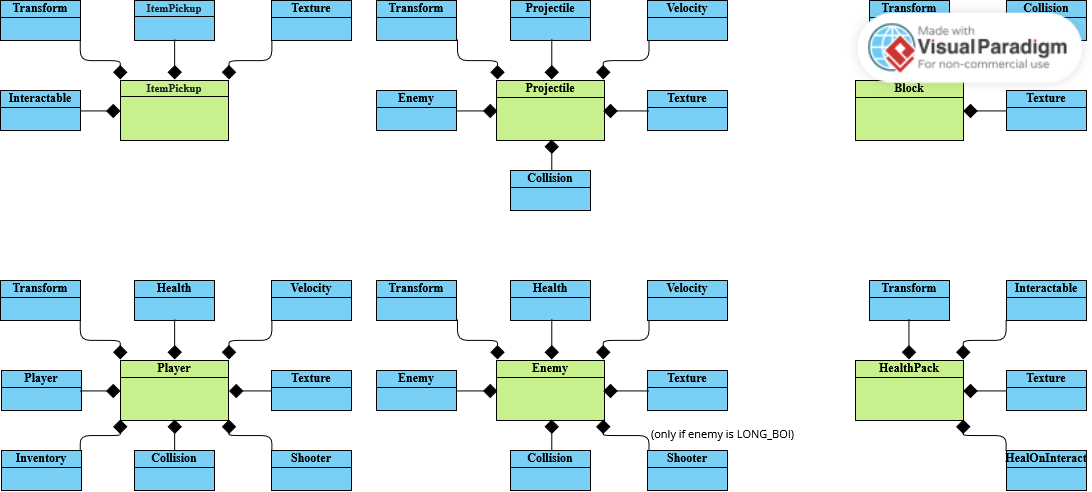 Transform
ItemPickup
Texture
Transform
Projectile
Velocity
Transform
Collision
Made with
Visual Paradigm
For non-commercial use
Interactable
ItemPickup
Enemy
Projectile
Texture
Block
Texture
Collision
Transform
Health
Velocity
Transform
Health
Velocity
Transform
Interactable
Player
Player
Texture
Enemy
Enemy
Texture
HealthPack
Texture
(only if enemy is LONG_BOI)
Inventory
Collision
Shooter
Collision
Shooter
HealOnInteract